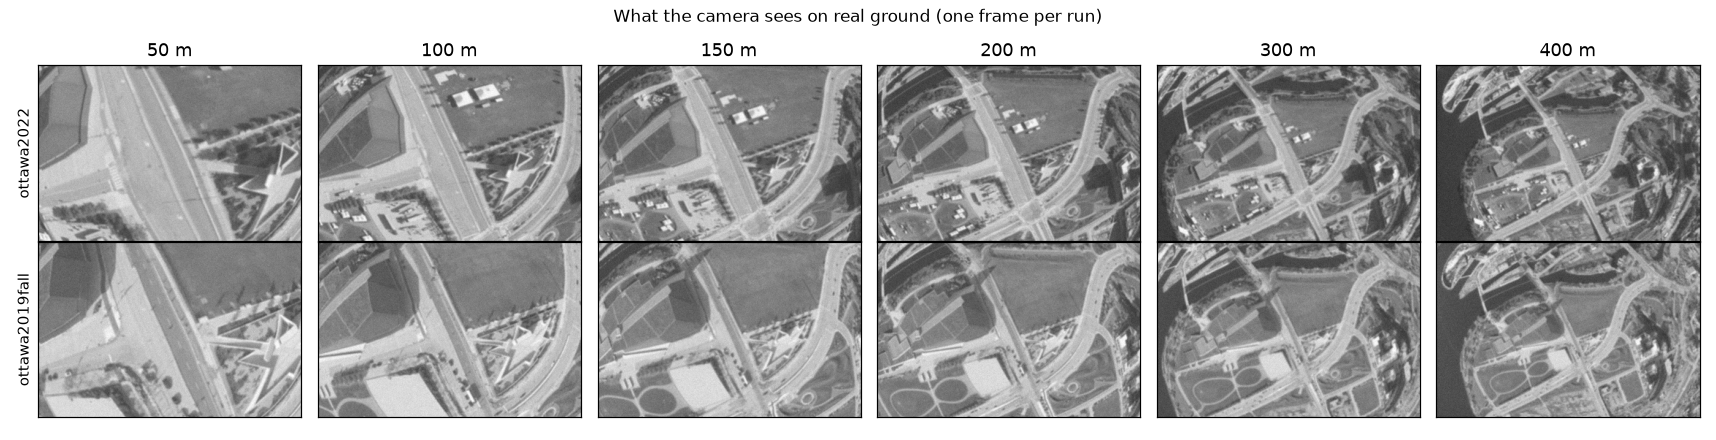 What the camera sees on real ground (one frame per run)
50 m 100 m 150 m 200 m 300 m 400 m
ottawa2022
ottawa2019fall